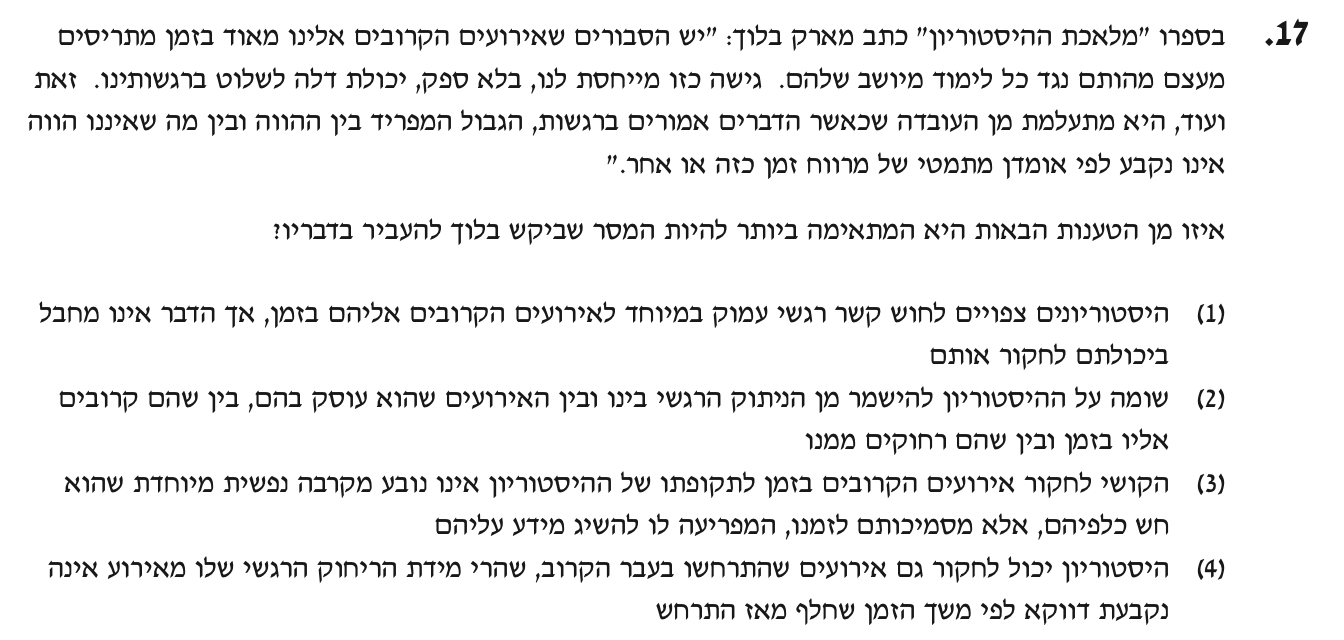 17. בספרו "מלאכת ההיסטוריון" כתב מארק בלוך: "יש הסבורים שאירועים הקרובים אלינו מאוד בזמן מתריסים
מעצם מהותם נגד כל לימוד מיושב שלהם. גישה כזו מייחסת לנו, בלא ספק, יכולת דלה לשלוט ברגשותינו. זאת
ועוד, היא מתעלמת מן העובדה שכאשר הדברים אמורים ברגשות, הגבול המפריד בין ההווה ובין מה שאיננו הווה
אינו נקבע לפי אומדן מתמטי של מרווח זמן כזה או אחר."
איזו מן הטענות הבאות היא המתאימה ביותר להיות המסר שביקש בלוך להעביר בדבריו?
(1) היסטוריונים צפויים לחוש קשר רגשי עמוק במיוחד לאירועים הקרובים אליהם בזמן, אך הדבר אינו מחבל
ביכולתם לחקור אותם
(2) שומה על ההיסטוריון להישמר מן הניתוק הרגשי בינו ובין האירועים שהוא עוסק בהם, בין שהם קרובים
אליו בזמן ובין שהם רחוקים ממנו
(3) הקושי לחקור אירועים הקרובים בזמן לתקופתו של ההיסטוריון אינו נובע מקרבה נפשית מיוחדת שהוא
חש כלפיהם, אלא מסמיכותם לזמנו, המפריעה לו להשיג מידע עליהם
(4) היסטוריון יכול לחקור גם אירועים שהתרחשו בעבר הקרוב, שהרי מידת הריחוק הרגשי שלו מאירוע אינה
נקבעת דווקא לפי משך הזמן שחלף מאז התרחש